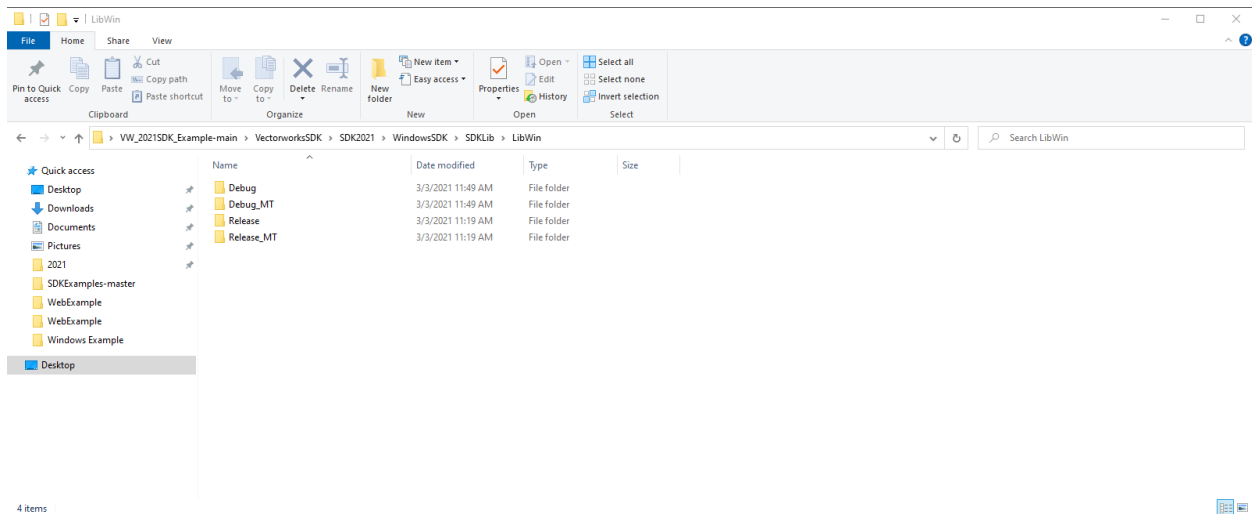 LibWin
File Home Share View
Pin to Quick access
Copy
Paste
Cut
Copy path
Paste shortcut
Clipboard
Move to
Copy to
Delete
Rename
Organize
New folder
New item
Easy access
New
Properties
Open
Edit
History
Open
Select all
Select none
Invert selection
Select
VW_2021SDK_Example-main > VectorworksSDK > SDK2021 > WindowsSDK > SDKLib > LibWin
Search LibWin
Quick access
Desktop
Downloads
Documents
Pictures
2021
SDKExamples-master
WebExample
WebExample
Windows Example
Desktop
Name Date modified Type Size
Debug 3/3/2021 11:49 AM File folder
Debug_MT 3/3/2021 11:49 AM File folder
Release 3/3/2021 11:19 AM File folder
Release_MT 3/3/2021 11:19 AM File folder
4 items